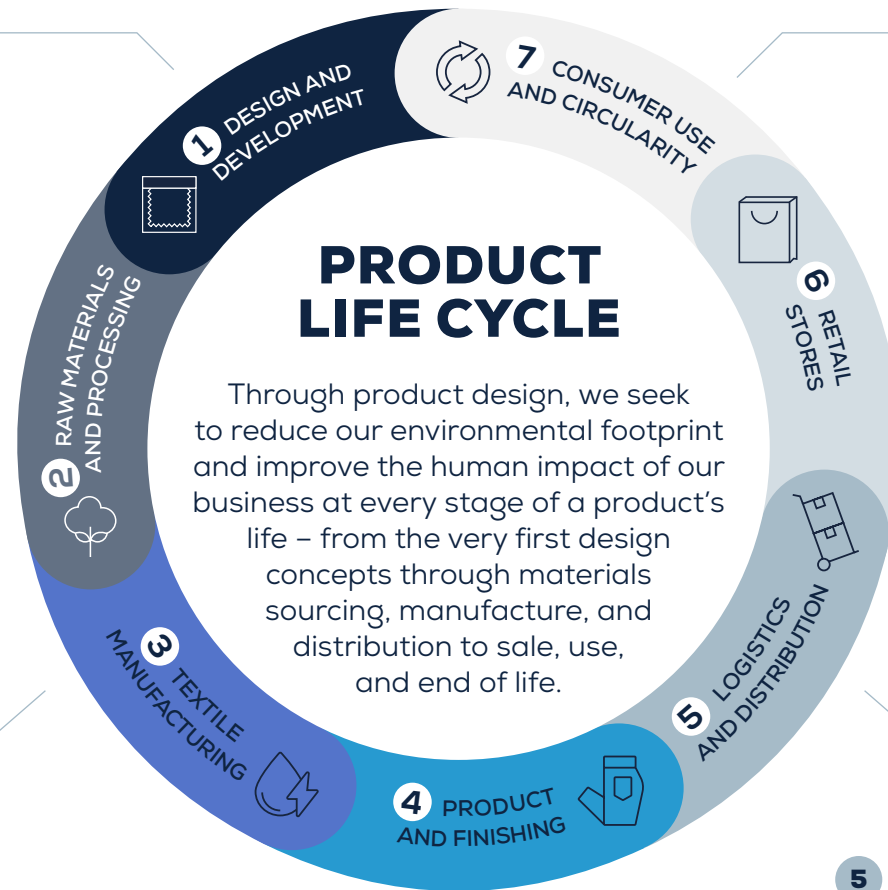 1 DESIGN AND
DEVELOPMENT
2 RAW MATERIALS
AND PROCESSING
3 TEXTILE
MANUFACTURING
4 PRODUCT
AND FINISHING
5 LOGISTICS
AND DISTRIBUTION
6 RETAIL
STORES
7 CONSUMER USE
AND CIRCULARITY
PRODUCT
LIFE CYCLE
Through product design, we seek
to reduce our environmental footprint
and improve the human impact of our
business at every stage of a product’s
life – from the very first design
concepts through materials
sourcing, manufacture, and
distribution to sale, use,
and end of life.
5